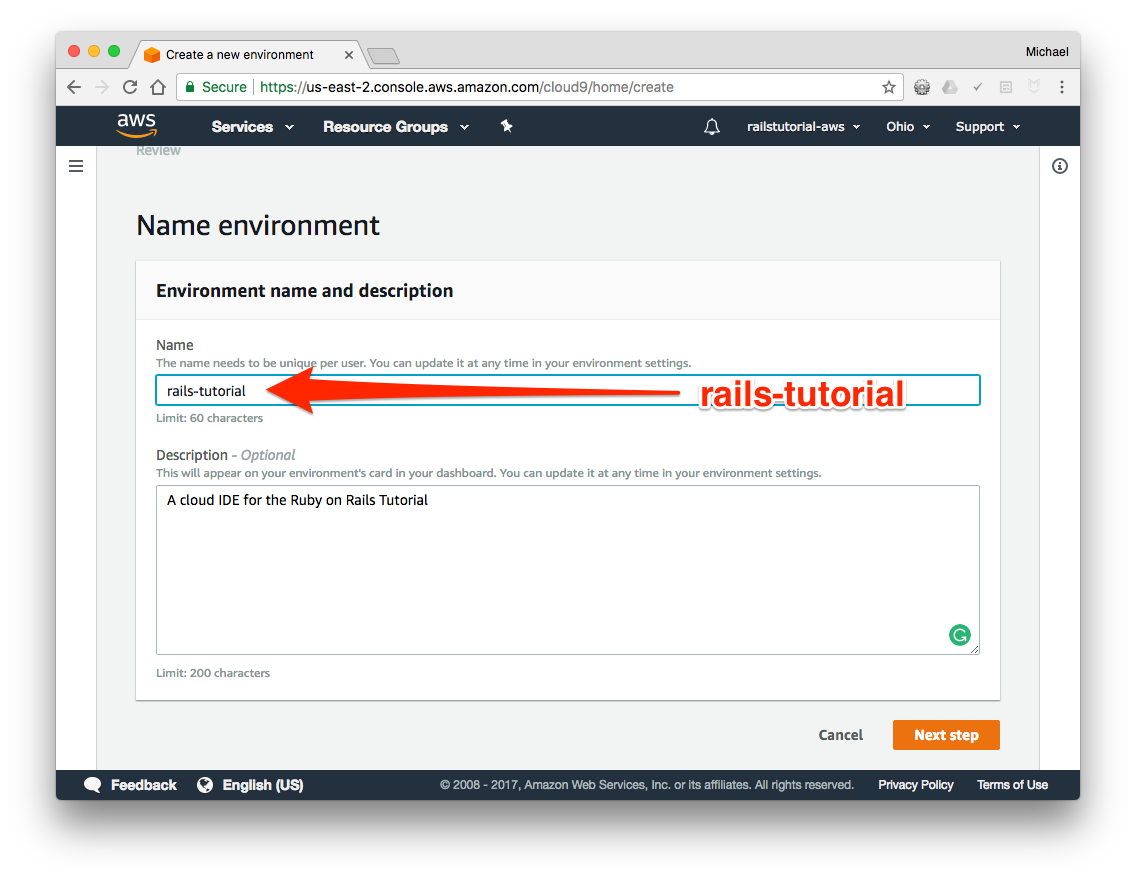 Create a new environment
Michael
Secure
https://us-east-2.console.aws.amazon.com/cloud9/home/create
aws
Services
Resource Groups
railstutorial-aws
Ohio
Support
Review
Name environment
Environment name and description
Name
The name needs to be unique per user. You can update it at any time in your environment settings.
rails-tutorial
rails-tutorial
Limit: 60 characters
Description - Optional
This will appear on your environment's card in your dashboard. You can update it at any time in your environment settings.
A cloud IDE for the Ruby on Rails Tutorial
Limit: 200 characters
Cancel
Next step
Feedback
English (US)
© 2008 - 2017, Amazon Web Services, Inc. or its affiliates. All rights reserved.
Privacy Policy
Terms of Use